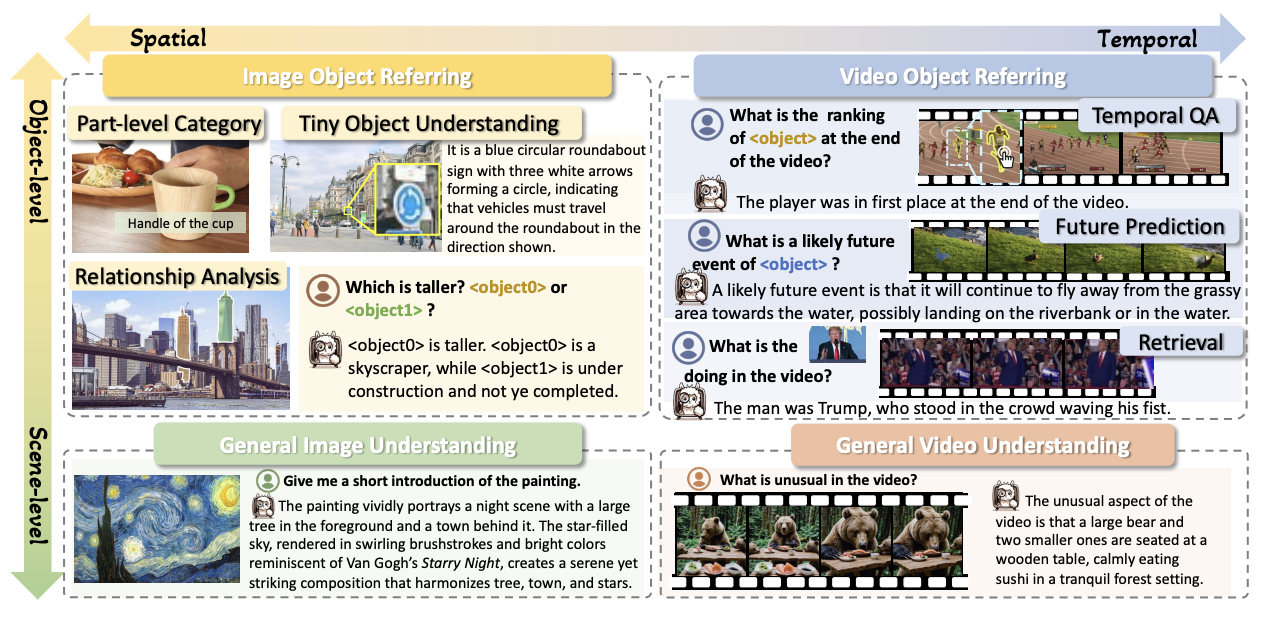 Spatial
Temporal
Object-level
Scene-level
Image Object Referring
Part-level Category
Handle of the cup
Tiny Object Understanding
It is a blue circular roundabout
sign with three white arrows
forming a circle, indicating
that vehicles must travel
around the roundabout in the
direction shown.
Relationship Analysis
Which is taller? <object0> or
<object1> ?
<object0> is taller. <object0> is a
skyscraper, while <object1> is under
construction and not ye completed.
Video Object Referring
Temporal QA
What is the ranking
of <object> at the end
of the video?
The player was in first place at the end of the video.
Future Prediction
What is a likely future
event of <object> ?
A likely future event is that it will continue to fly away from the grassy
area towards the water, possibly landing on the riverbank or in the water.
Retrieval
What is the
doing in the video?
The man was Trump, who stood in the crowd waving his fist.
General Image Understanding
Give me a short introduction of the painting.
The painting vividly portrays a night scene with a large
tree in the foreground and a town behind it. The star-filled
sky, rendered in swirling brushstrokes and bright colors
reminiscent of Van Gogh's Starry Night, creates a serene yet
striking composition that harmonizes tree, town, and stars.
General Video Understanding
What is unusual in the video?
The unusual aspect of the
video is that a large bear and
two smaller ones are seated at a
wooden table, calmly eating
sushi in a tranquil forest setting.